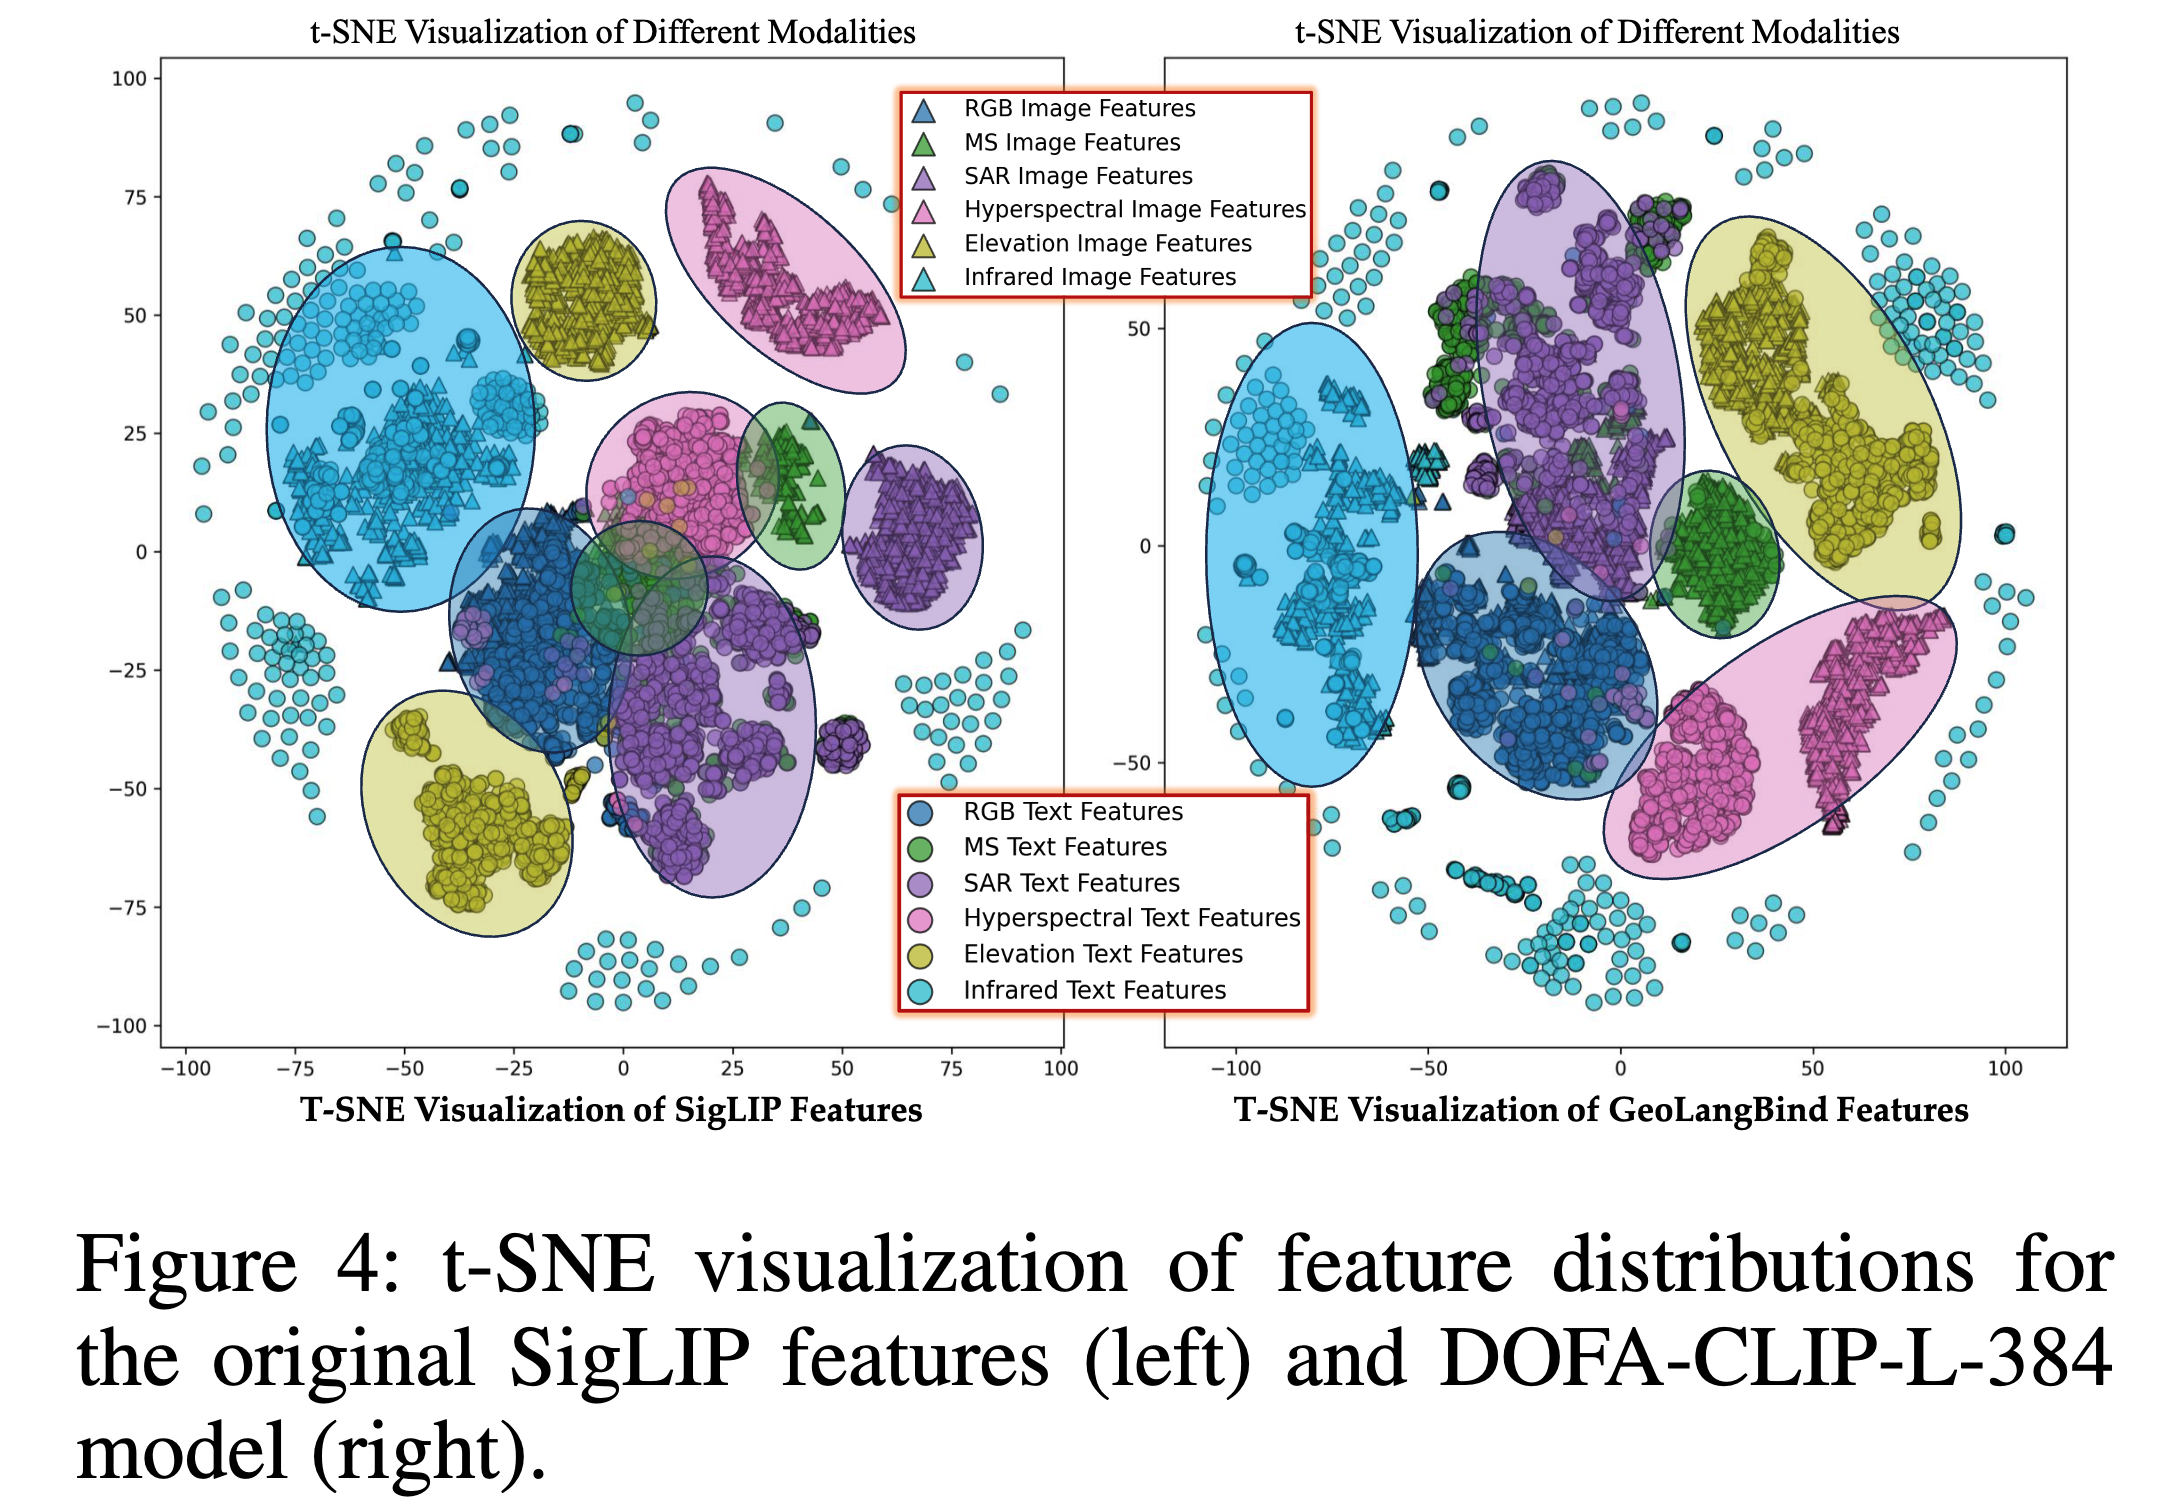 t-SNE Visualization of Different Modalities
t-SNE Visualization of Different Modalities
100
75
50
25
0
−25
−50
−75
−100
−100
−75
−50
−25
0
25
50
75
100
50
0
−50
−100
−50
0
50
100
RGB Image Features
MS Image Features
SAR Image Features
Hyperspectral Image Features
Elevation Image Features
Infrared Image Features
RGB Text Features
MS Text Features
SAR Text Features
Hyperspectral Text Features
Elevation Text Features
Infrared Text Features
T-SNE Visualization of SigLIP Features
T-SNE Visualization of GeoLangBind Features
Figure 4: t-SNE visualization of feature distributions for
the original SigLIP features (left) and DOFA-CLIP-L-384
model (right).